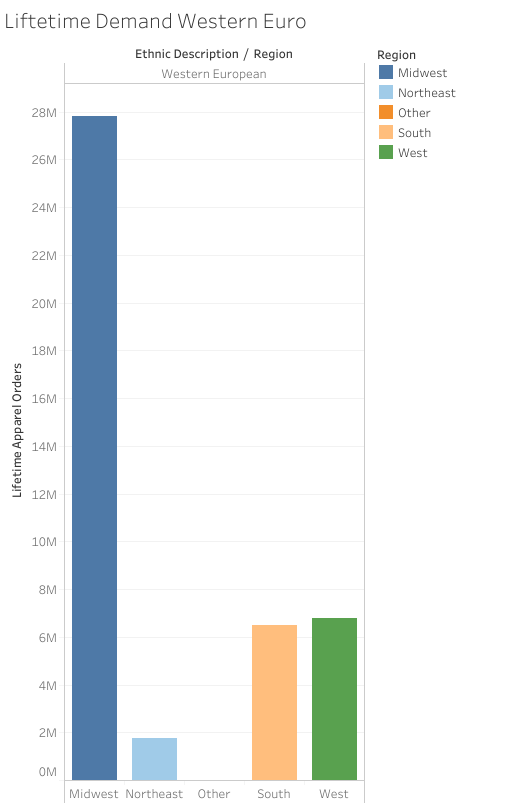 Liftetime Demand Western Euro
Ethnic Description / Region
Western European
Region
Midwest
Northeast
Other
South
West
Lifetime Apparel Orders
28M
26M
24M
22M
20M
18M
16M
14M
12M
10M
8M
6M
4M
2M
0M
Midwest Northeast Other South West